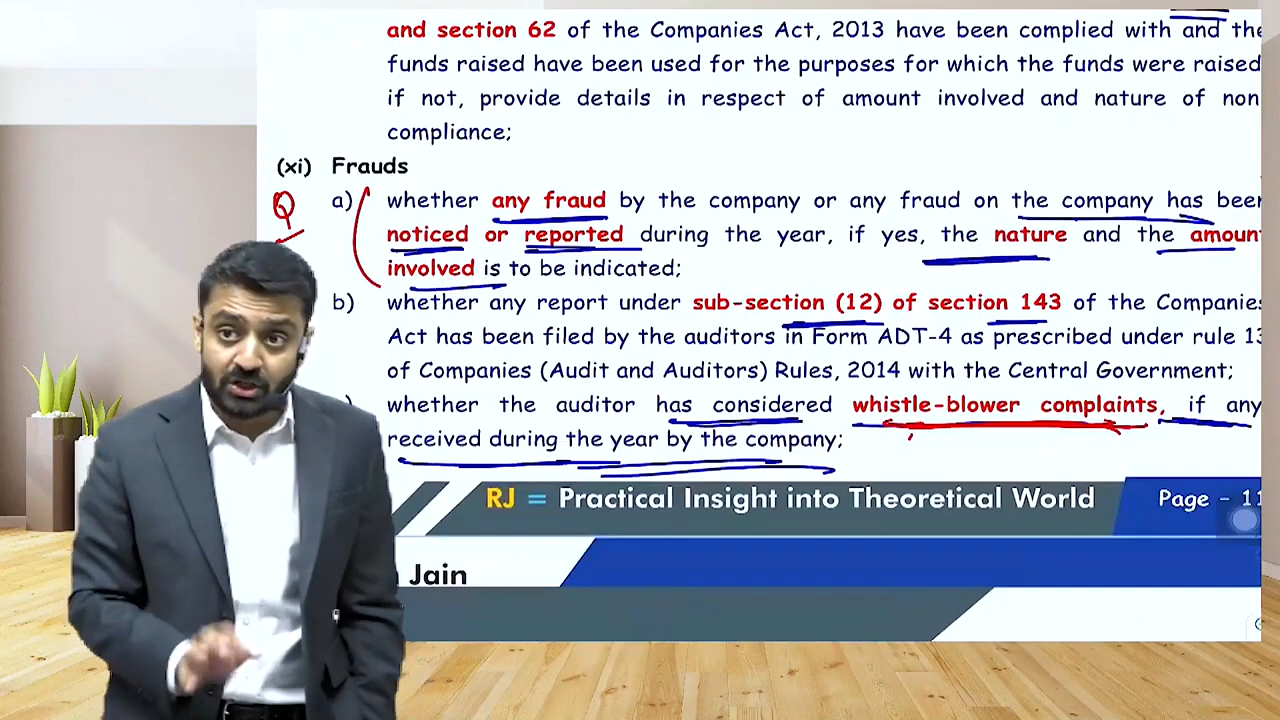 and section 62 of the Companies Act, 2013 have been complied with and the
funds raised have been used for the purposes for which the funds were raised
if not, provide details in respect of amount involved and nature of non
compliance;
(xi) Frauds
Q
a) whether any fraud by the company or any fraud on the company has been
noticed or reported during the year, if yes, the nature and the amount
involved is to be indicated;
b) whether any report under sub-section (12) of section 143 of the Companies
Act has been filed by the auditors in Form ADT-4 as prescribed under rule 13
of Companies (Audit and Auditors) Rules, 2014 with the Central Government;
whether the auditor has considered whistle-blower complaints, if any
received during the year by the company;
RJ = Practical Insight into Theoretical World Page - 11
Jain